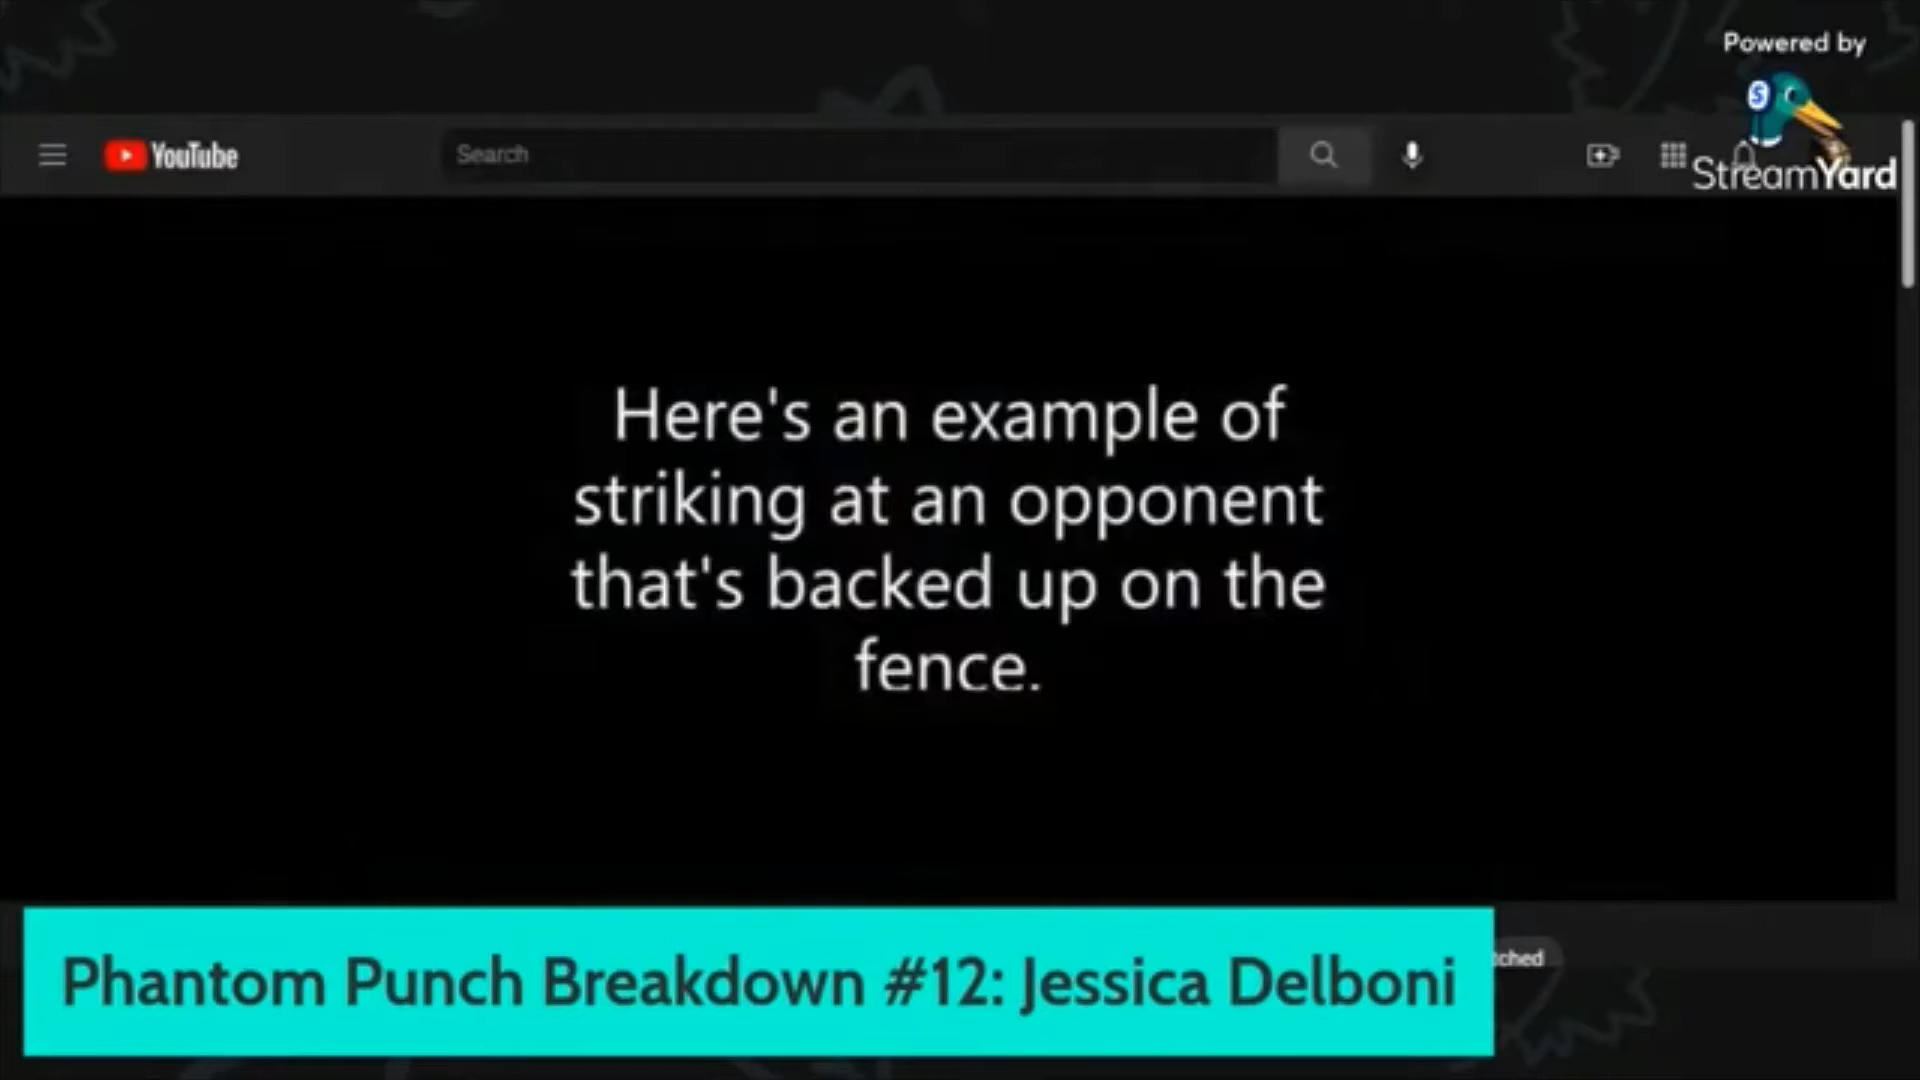 Powered by
StreamYard
YouTube
Search
Here's an example of
striking at an opponent
that's backed up on the
fence.
tched
Phantom Punch Breakdown #12: Jessica Delboni